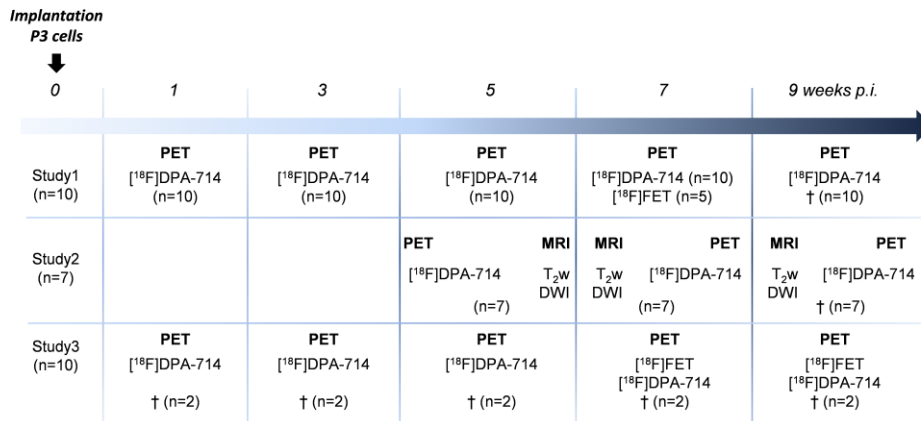 Implantation
P3 cells
0 1 3 5 7 9 weeks p.i.
Study1
(n=10)
PET
[¹⁸F]DPA-714
(n=10)
PET
[¹⁸F]DPA-714
(n=10)
PET
[¹⁸F]DPA-714
(n=10)
PET
[¹⁸F]DPA-714 (n=10)
[¹⁸F]FET (n=5)
PET
[¹⁸F]DPA-714
† (n=10)
Study2
(n=7)
PET MRI
[¹⁸F]DPA-714 T₂w
DWI
(n=7)
MRI PET
T₂w [¹⁸F]DPA-714
DWI
(n=7)
MRI PET
T₂w [¹⁸F]DPA-714
DWI
† (n=7)
Study3
(n=10)
PET
[¹⁸F]DPA-714
† (n=2)
PET
[¹⁸F]DPA-714
† (n=2)
PET
[¹⁸F]DPA-714
† (n=2)
PET
[¹⁸F]FET
[¹⁸F]DPA-714
† (n=2)
PET
[¹⁸F]FET
[¹⁸F]DPA-714
† (n=2)